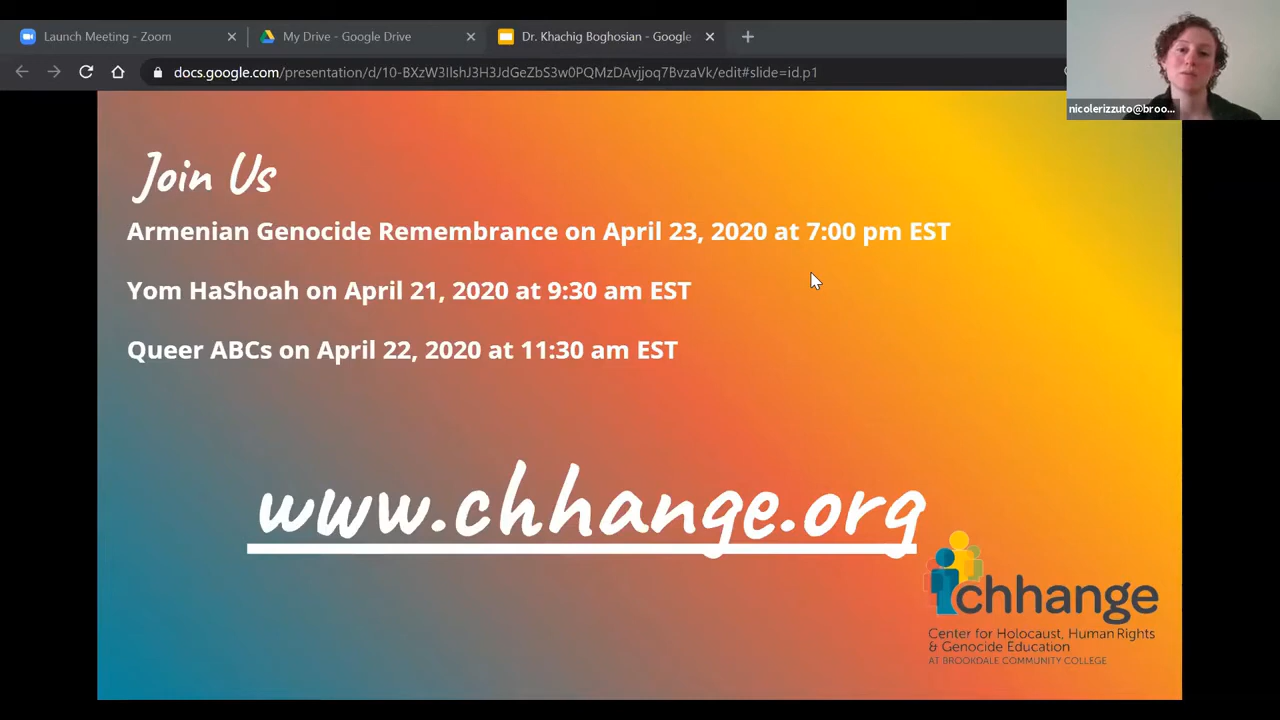 Launch Meeting - Zoom
My Drive - Google Drive
Dr. Khachig Boghosian - Google
docs.google.com/presentation/d/10-BXzW3IlshJ3H3JdGeZbS3w0PQMzDAvjjoq7BvzaVk/edit#slide=id.p1
nicolerizzuto@broo...
Join Us
Armenian Genocide Remembrance on April 23, 2020 at 7:00 pm EST
Yom HaShoah on April 21, 2020 at 9:30 am EST
Queer ABCs on April 22, 2020 at 11:30 am EST
www.chhange.org
chhange
Center for Holocaust, Human Rights
& Genocide Education
AT BROOKDALE COMMUNITY COLLEGE